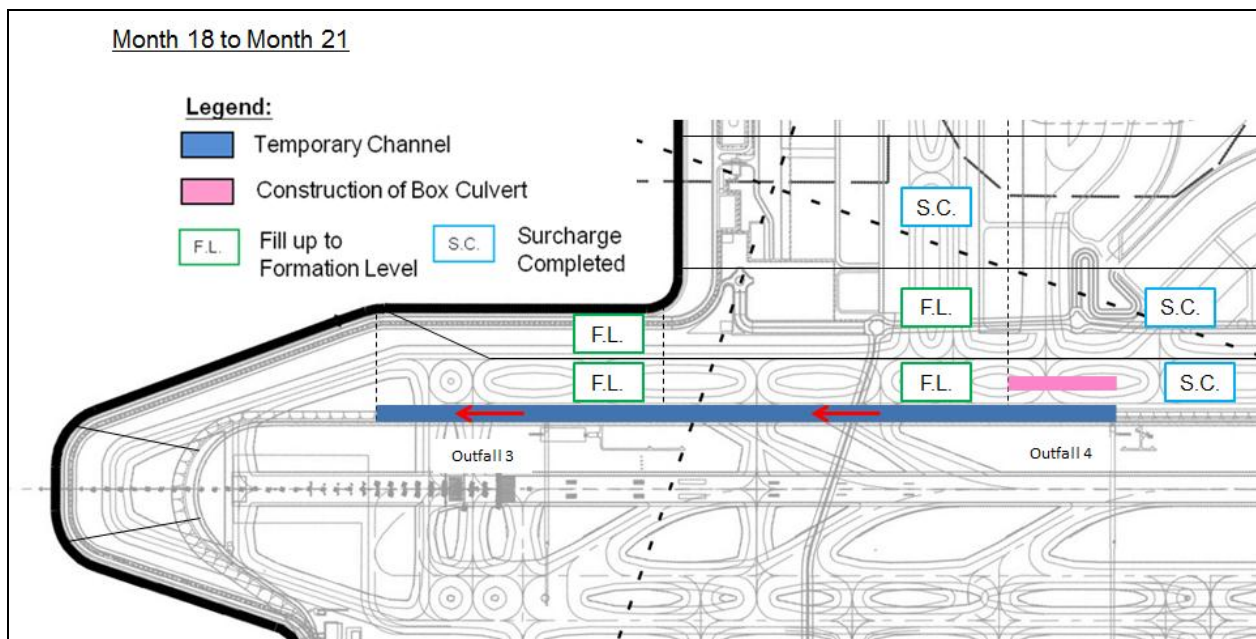 Month 18 to Month 21
Legend:
Temporary Channel
Construction of Box Culvert
F.L. Fill up to
Formation Level
S.C. Surcharge
Completed
S.C.
F.L. S.C.
F.L.
F.L. F.L. S.C.
Outfall 3 Outfall 4